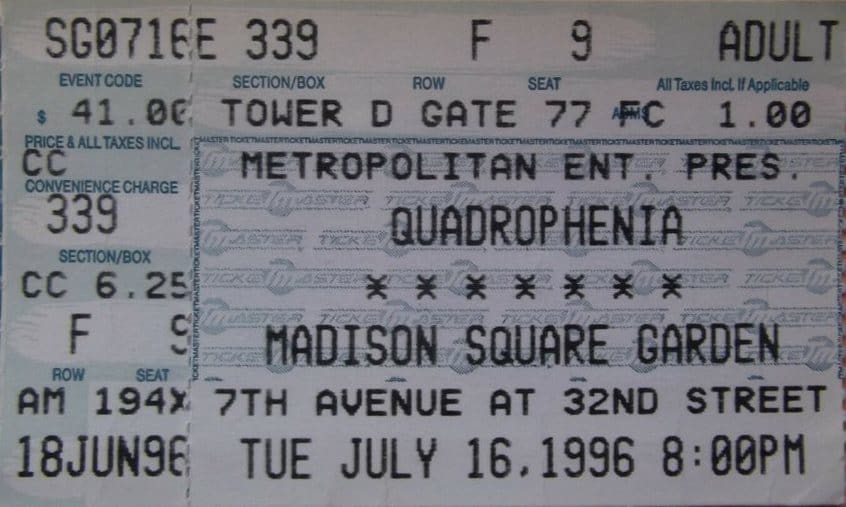 SG0716E 339 F 9 ADULT
EVENT CODE SECTION/BOX ROW SEAT All Taxes Incl. If Applicable
$ 41.00 TOWER D GATE 77 FC 1.00
PRICE & ALL TAXES INCL.
CC METROPOLITAN ENT. PRES.
CONVENIENCE CHARGE
339 QUADROPHENIA
SECTION/BOX
CC 6.25 * * * * * * *
F 9 MADISON SQUARE GARDEN
ROW SEAT
AM 194X 7TH AVENUE AT 32ND STREET
18JUN96 TUE JULY 16,1996 8:00PM